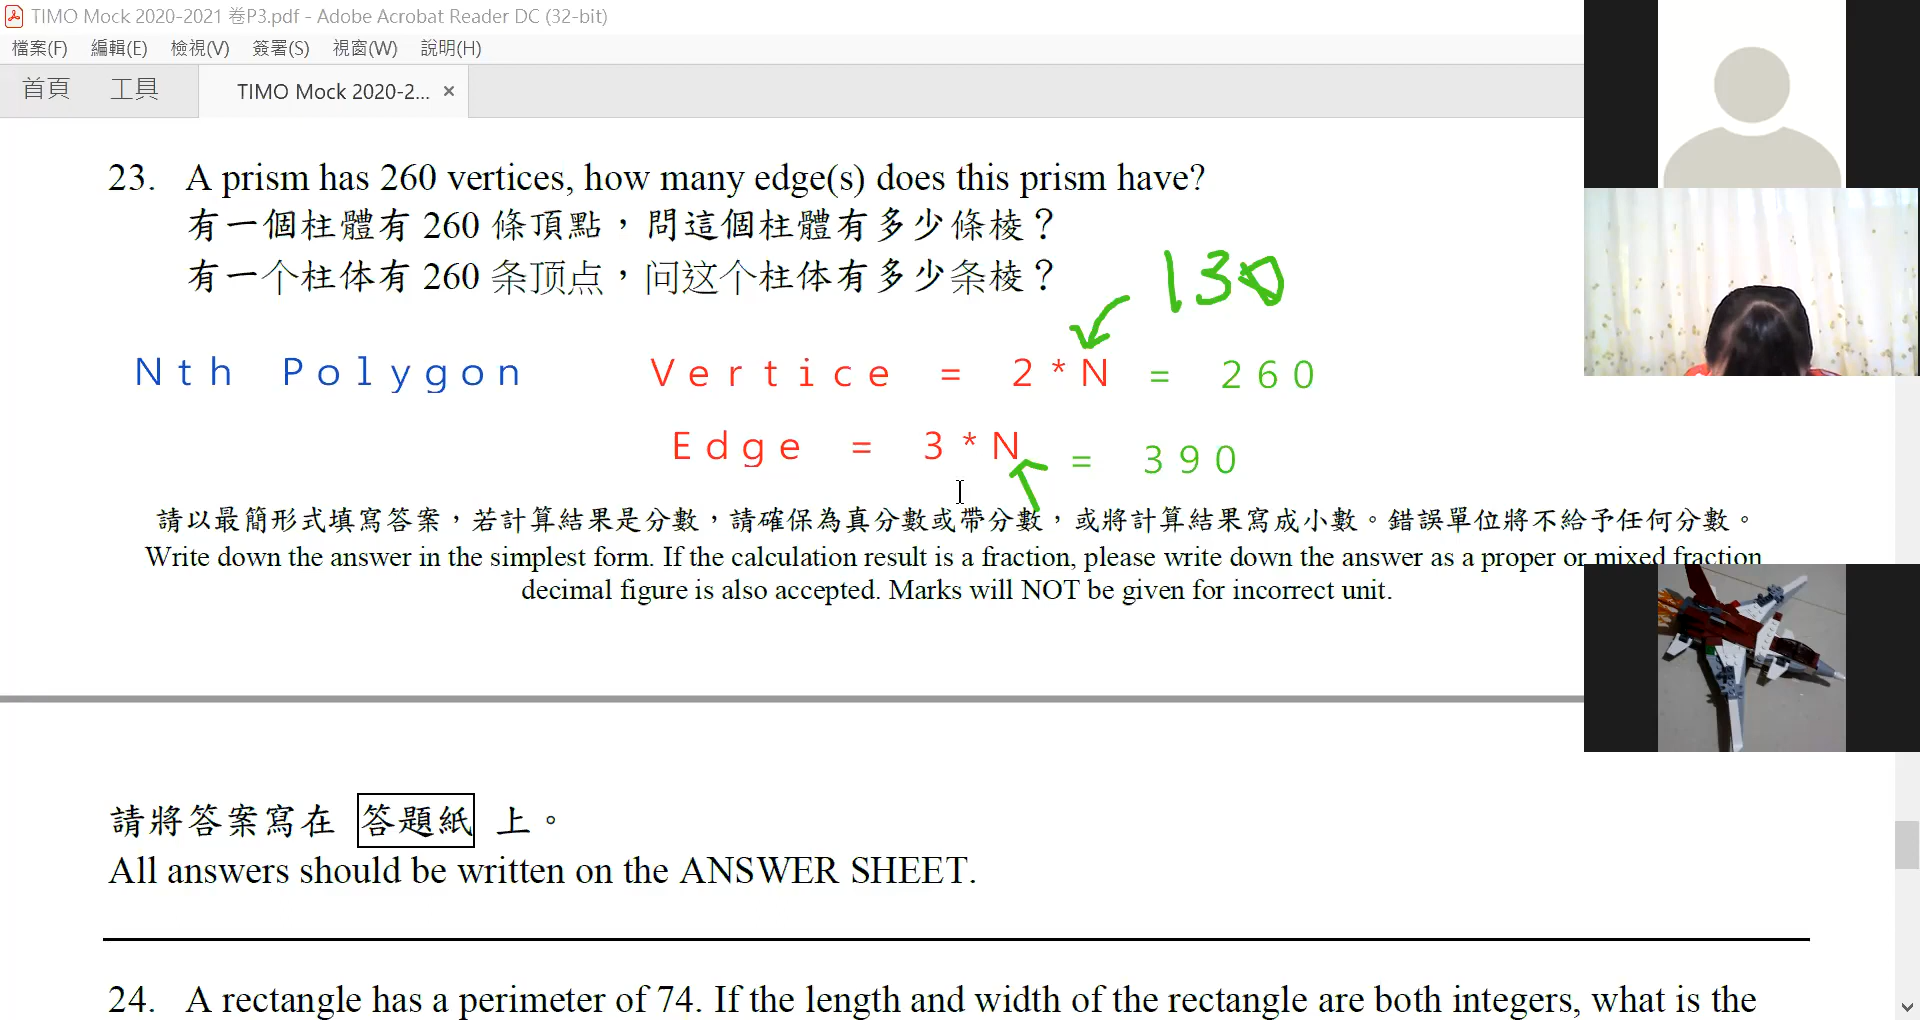 TIMO Mock 2020-2021 卷P3.pdf - Adobe Acrobat Reader DC (32-bit)
檔案(F) 編輯(E) 檢視(V) 簽署(S) 視窗(W) 說明(H)
首頁 工具 TIMO Mock 2020-2... ×
23. A prism has 260 vertices, how many edge(s) does this prism have?
有一個柱體有 260 條頂點，問這個柱體有多少條棱？
有一个柱体有 260 条顶点，问这个柱体有多少条棱？
130
Nth Polygon Vertice = 2*N = 260
Edge = 3*N = 390
請以最簡形式填寫答案，若計算結果是分數，請確保為真分數或帶分數，或將計算結果寫成小數。錯誤單位將不給予任何分數。
Write down the answer in the simplest form. If the calculation result is a fraction, please write down the answer as a proper or mixed fraction
decimal figure is also accepted. Marks will NOT be given for incorrect unit.
請將答案寫在 答題紙 上。
All answers should be written on the ANSWER SHEET.
24. A rectangle has a perimeter of 74. If the length and width of the rectangle are both integers, what is the